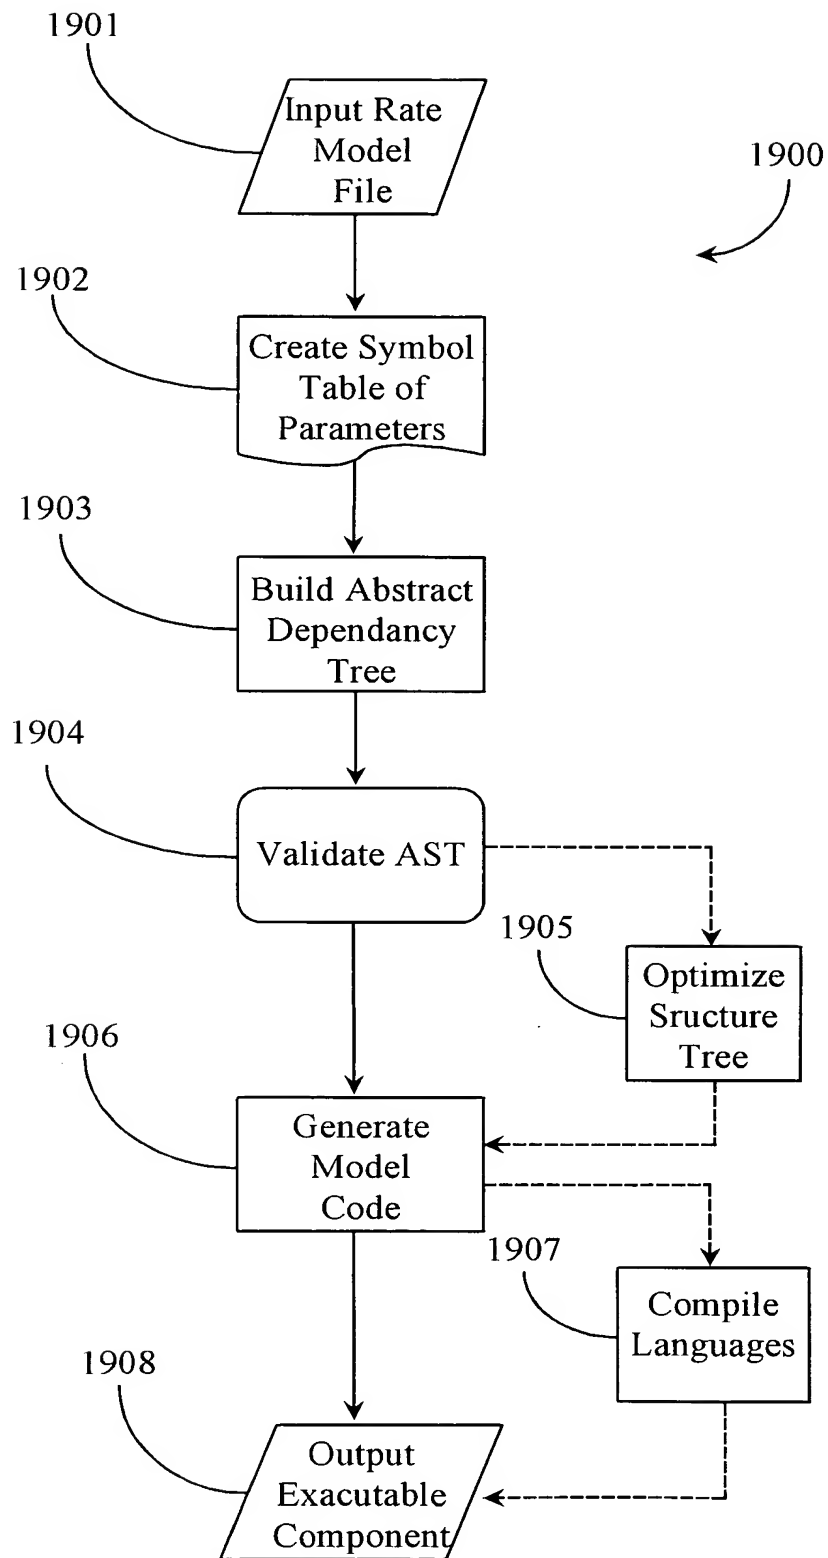 1901
Input Rate
Model
File
1900
1902
Create Symbol
Table of
Parameters
1903
Build Abstract
Dependancy
Tree
1904
Validate AST
1905
Optimize
Sructure
Tree
1906
Generate
Model
Code
1907
Compile
Languages
1908
Output
Exacutable
Component